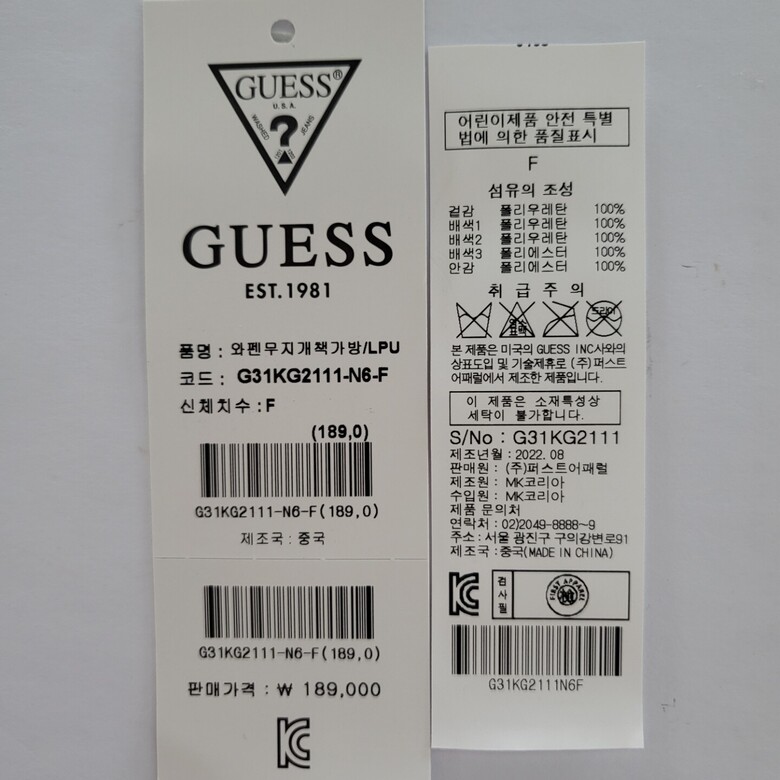 GUESS®
U.S.A.
WASHED
JEANS
?
GUESS
EST.1981
품명 : 와펜무지개책가방/LPU
코드 : G31KG2111-N6-F
신체치수 : F
(189,0)
G31KG2111-N6-F(189,0)
제조국 : 중국
G31KG2111-N6-F(189,0)
판매가격 : ₩ 189,000
어린이제품 안전 특별
법에 의한 품질표시
F
섬유의 조성
겉감 폴리우레탄 100%
배색1 폴리우레탄 100%
배색2 폴리우레탄 100%
배색3 폴리에스터 100%
안감 폴리에스터 100%
취 급 주 의
염소
표백
드라이
본 제품은 미국의 GUESS INC사와의
상표도입 및 기술제휴로 (주)퍼스트
어패럴에서 제조한 제품입니다.
이 제품은 소재특성상
세탁이 불가합니다.
S/No : G31KG2111
제조년월 : 2022.08
판매원 : (주)퍼스트어패럴
제조원 : MK코리아
수입원 : MK코리아
제품 문의처
연락처 : 02)2049-8888~9
주소 : 서울 광진구 구의강변로91
제조국 :중국(MADE IN CHINA)
검사필
FIRST APPAREL
G31KG2111N6F